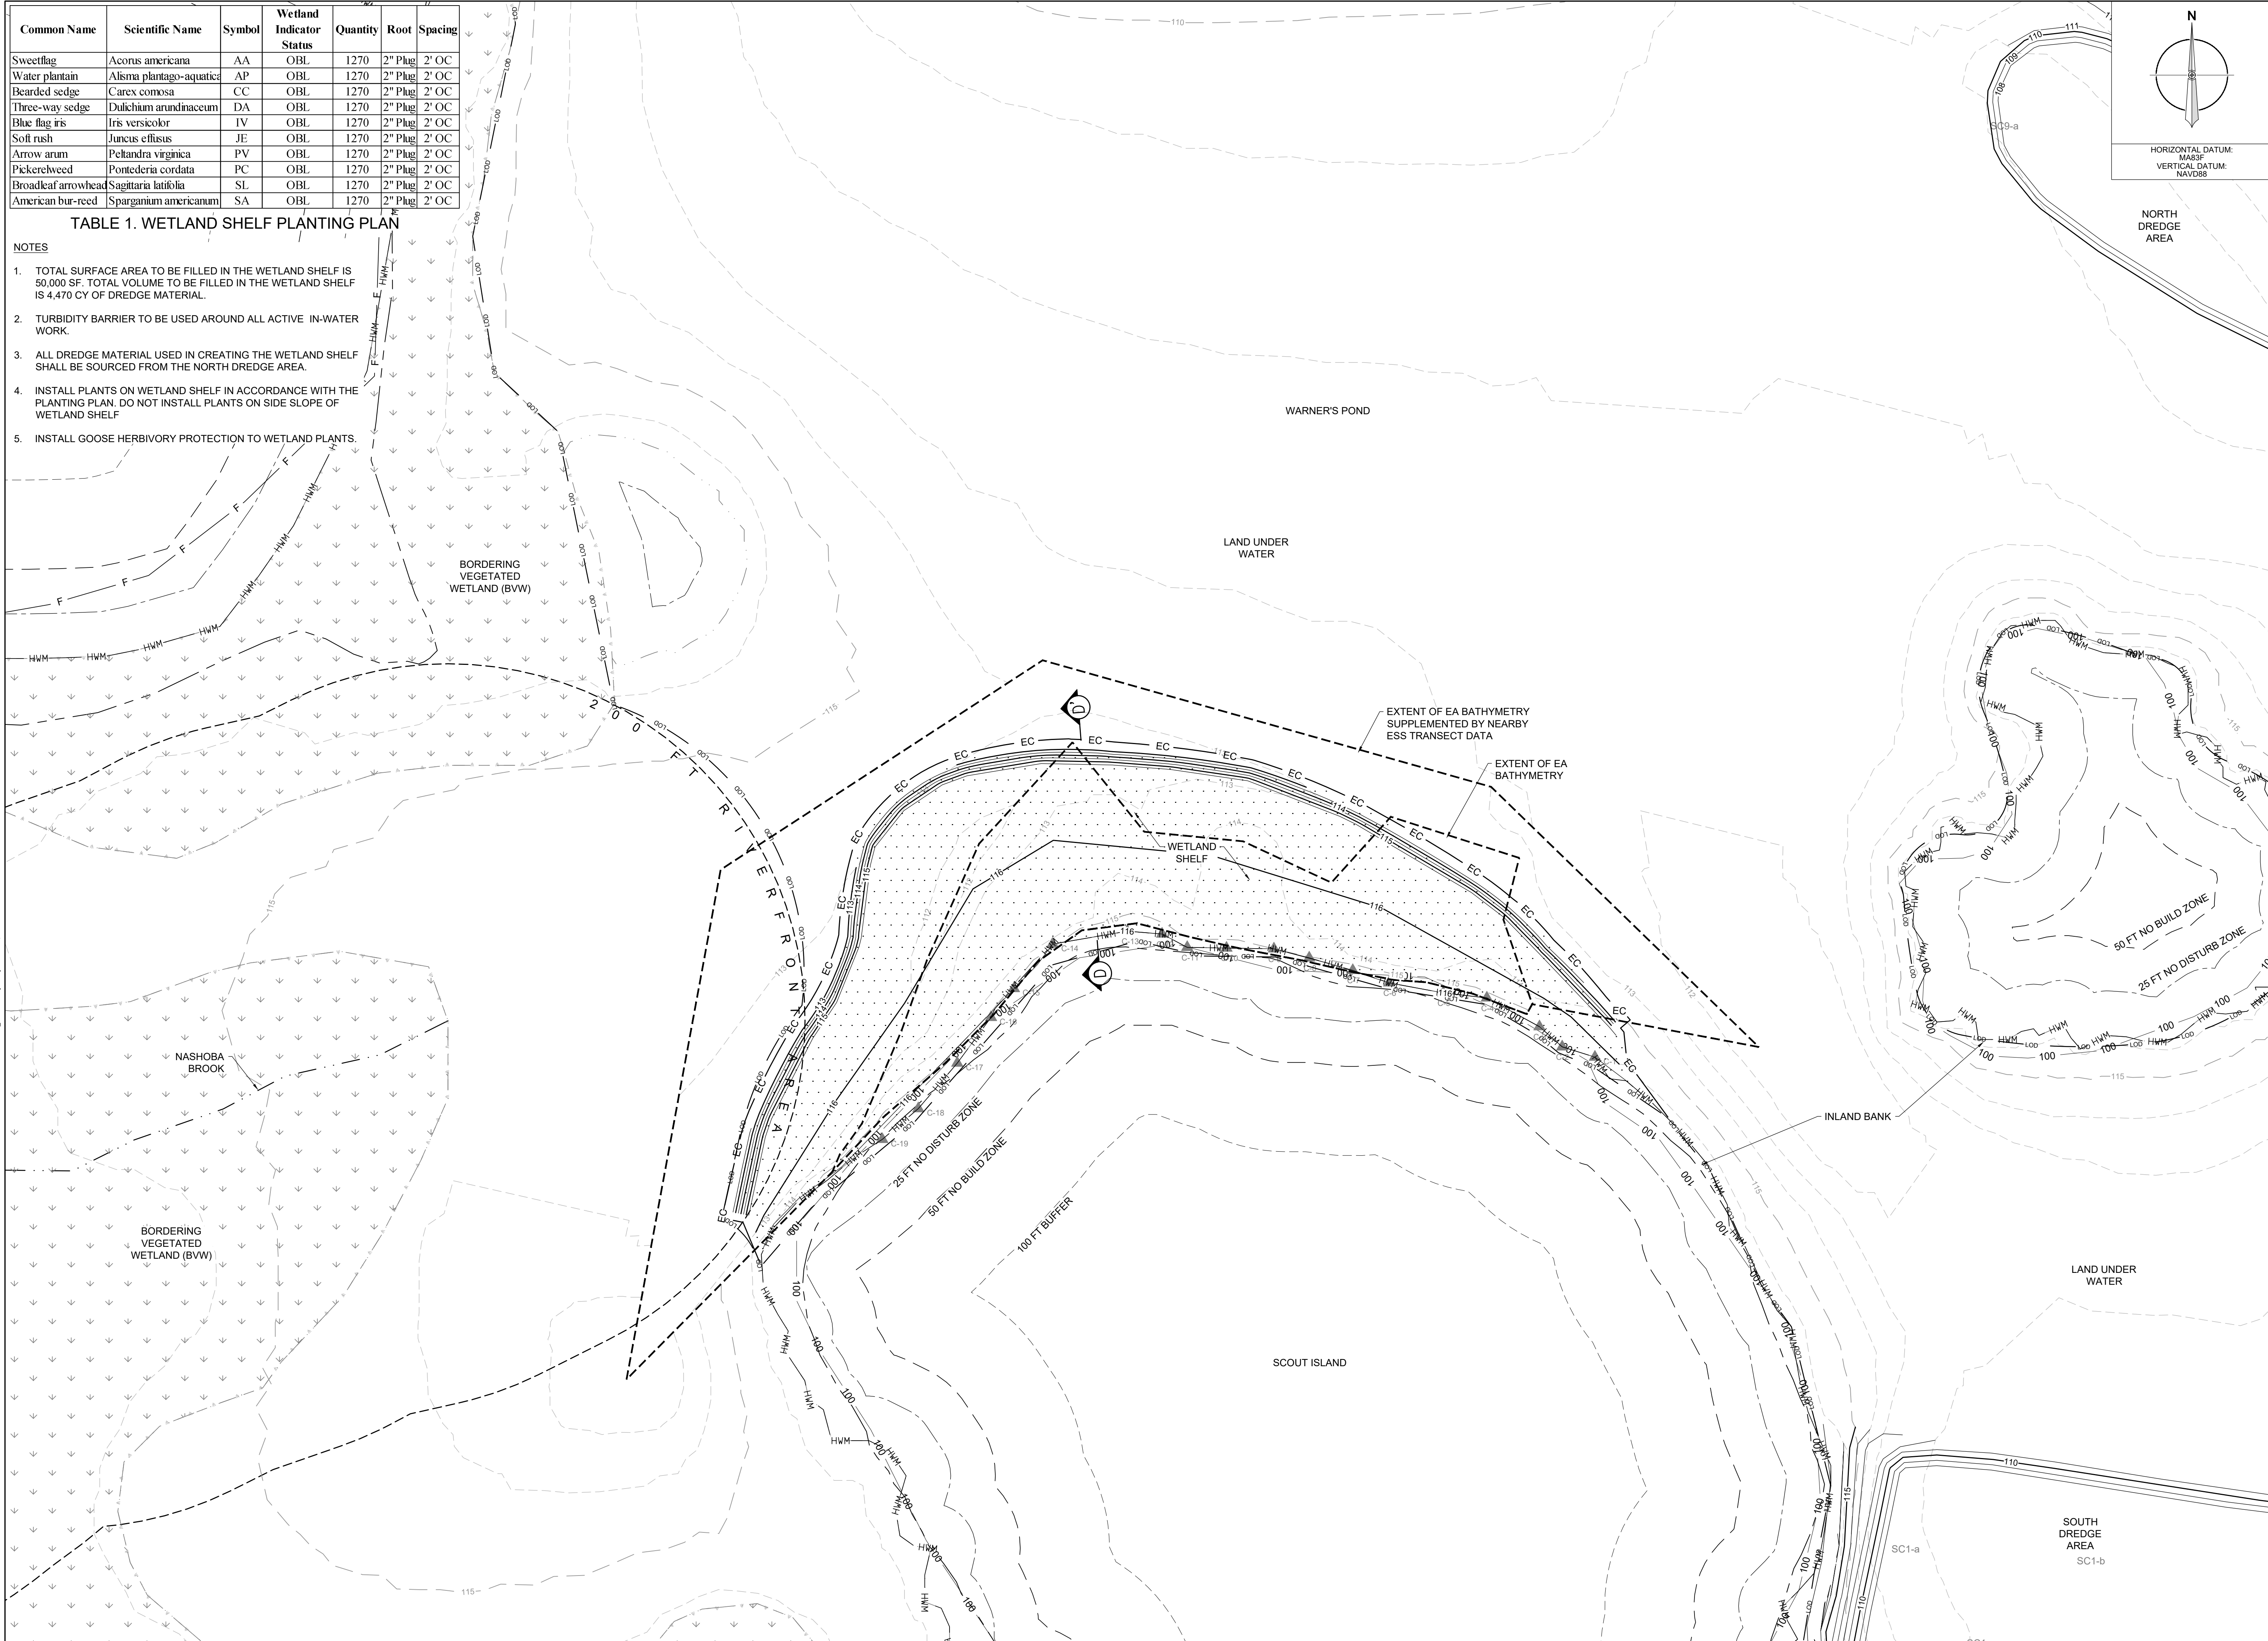 Common Name Scientific Name Symbol Wetland Indicator Status Quantity Root Spacing
Sweetflag Acorus americana AA OBL 1270 2" Plug 2' OC
Water plantain Alisma plantago-aquatica AP OBL 1270 2" Plug 2' OC
Bearded sedge Carex comosa CC OBL 1270 2" Plug 2' OC
Three-way sedge Dulichium arundinaceum DA OBL 1270 2" Plug 2' OC
Blue flag iris Iris versicolor IV OBL 1270 2" Plug 2' OC
Soft rush Juncus effusus JE OBL 1270 2" Plug 2' OC
Arrow arum Peltandra virginica PV OBL 1270 2" Plug 2' OC
Pickerelweed Pontederia cordata PC OBL 1270 2" Plug 2' OC
Broadleaf arrowhead Sagittaria latifolia SL OBL 1270 2" Plug 2' OC
American bur-reed Sparganium americanum SA OBL 1270 2" Plug 2' OC
TABLE 1. WETLAND SHELF PLANTING PLAN
NOTES
1. TOTAL SURFACE AREA TO BE FILLED IN THE WETLAND SHELF IS
50,000 SF. TOTAL VOLUME TO BE FILLED IN THE WETLAND SHELF
IS 4,470 CY OF DREDGE MATERIAL.
2. TURBIDITY BARRIER TO BE USED AROUND ALL ACTIVE IN-WATER
WORK.
3. ALL DREDGE MATERIAL USED IN CREATING THE WETLAND SHELF
SHALL BE SOURCED FROM THE NORTH DREDGE AREA.
4. INSTALL PLANTS ON WETLAND SHELF IN ACCORDANCE WITH THE
PLANTING PLAN. DO NOT INSTALL PLANTS ON SIDE SLOPE OF
WETLAND SHELF
5. INSTALL GOOSE HERBIVORY PROTECTION TO WETLAND PLANTS.
N
HORIZONTAL DATUM:
MA83F
VERTICAL DATUM:
NAVD88
NORTH
DREDGE
AREA
SC9-a
108
109
110
111
110
WARNER'S POND
LAND UNDER
WATER
BORDERING
VEGETATED
WETLAND (BVW)
200 FT RIVERFRONT AREA
EXTENT OF EA BATHYMETRY
SUPPLEMENTED BY NEARBY
ESS TRANSECT DATA
EXTENT OF EA
BATHYMETRY
D'
WETLAND
SHELF
D
C-14
C-17
C-18
C-19
25 FT NO DISTURB ZONE
50 FT NO BUILD ZONE
100 FT BUFFER
NASHOBA
BROOK
BORDERING
VEGETATED
WETLAND (BVW)
50 FT NO BUILD ZONE
25 FT NO DISTURB ZONE
INLAND BANK
LAND UNDER
WATER
SCOUT ISLAND
SOUTH
DREDGE
AREA
SC1-a
SC1-b
115
110